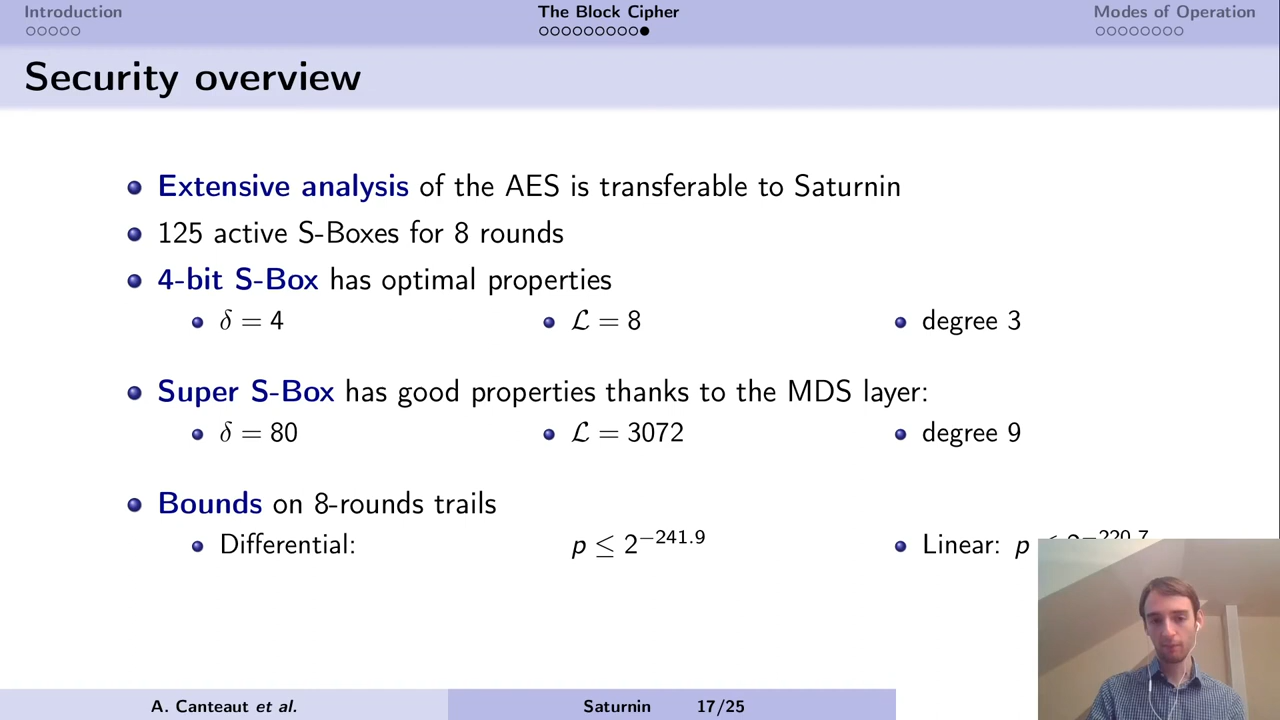 Introduction
The Block Cipher
Modes of Operation
Security overview
Extensive analysis of the AES is transferable to Saturnin
125 active S-Boxes for 8 rounds
4-bit S-Box has optimal properties
δ = 4
ℒ = 8
degree 3
Super S-Box has good properties thanks to the MDS layer:
δ = 80
ℒ = 3072
degree 9
Bounds on 8-rounds trails
Differential:
p ≤ 2^−241.9
Linear: p
A. Canteaut et al.
Saturnin
17/25